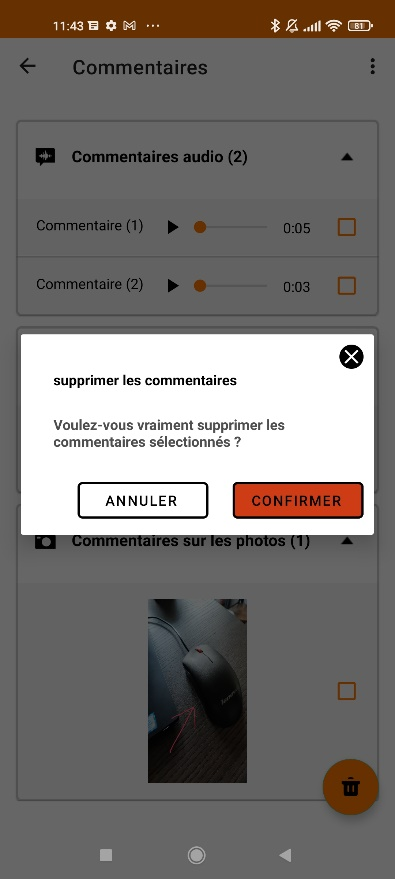 11:43
81
Commentaires
Commentaires audio (2)
Commentaire (1)
0:05
Commentaire (2)
0:03
supprimer les commentaires
Voulez-vous vraiment supprimer les
commentaires sélectionnés ?
ANNULER
CONFIRMER
Commentaires sur les photos (1)